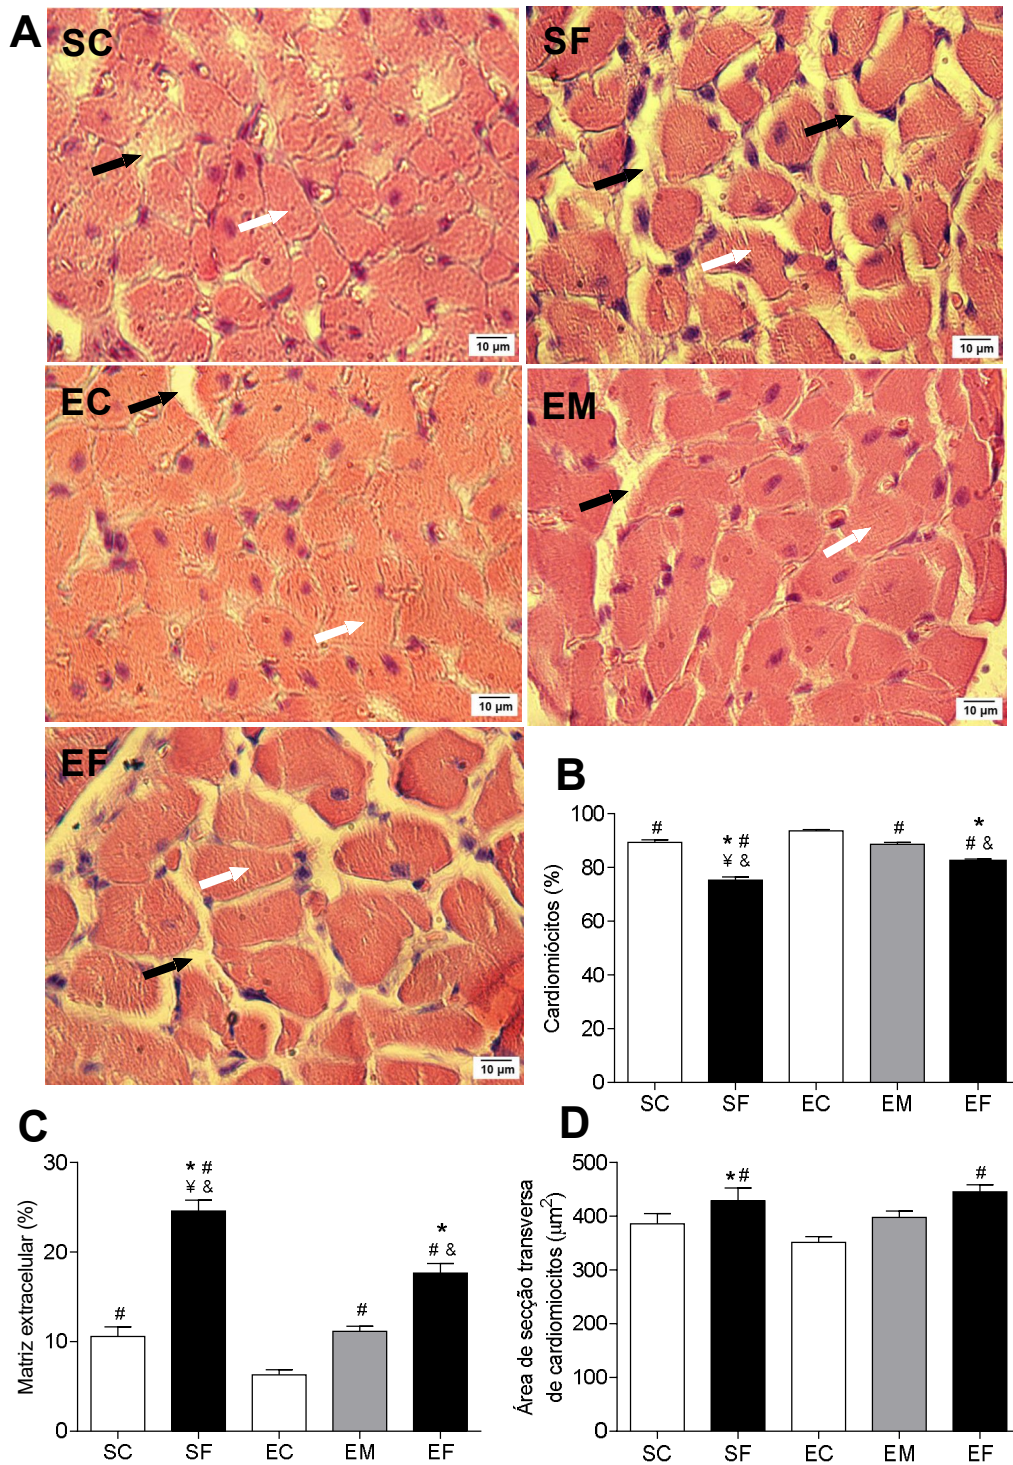 A
SC
10 µm
SF
10 µm
EC
10 µm
EM
10 µm
EF
10 µm
B
Cardiomiócitos (%)
100
80
60
40
20
0
#
* #
¥ &
#
*
# &
SC SF EC EM EF
C
Matriz extracelular (%)
30
20
10
0
#
* #
¥ &
#
*
# &
SC SF EC EM EF
D
Área de secção transversa
de cardiomiocitos (µm²)
500
400
300
200
100
0
*#
#
SC SF EC EM EF